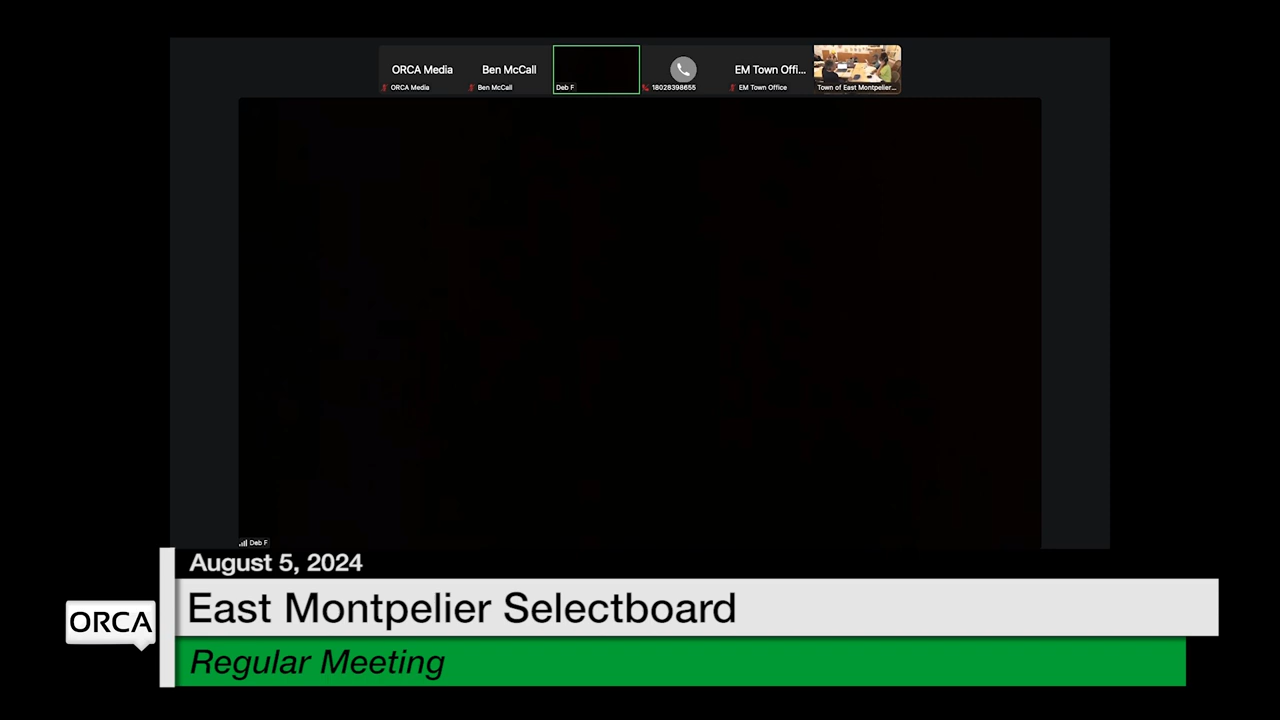 ORCA Media
Ben McCall
EM Town Offi...
ORCA Media
Ben McCall
Deb F
18028398655
EM Town Office
Town of East Montpelier...
Deb F
August 5, 2024
East Montpelier Selectboard
ORCA
Regular Meeting